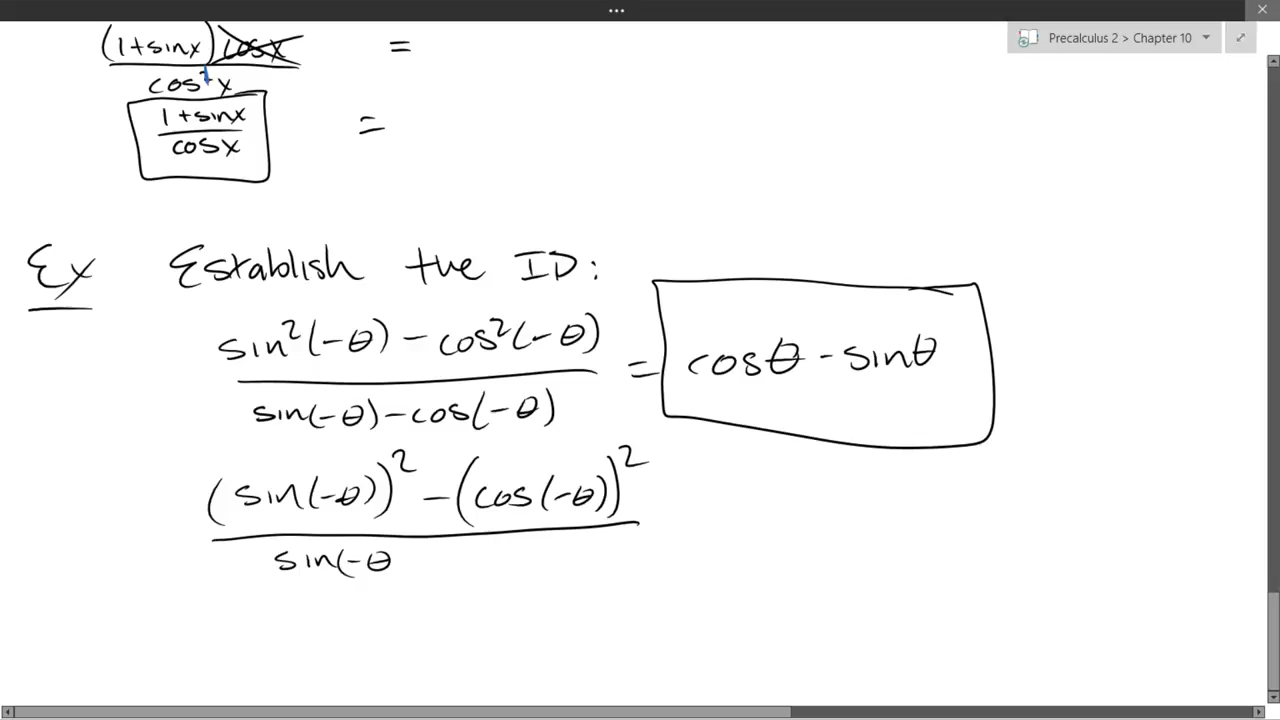 Precalculus 2 > Chapter 10
(1+sinx) cosx =
cos²x
1+sinx =
cosx
Ex Establish the ID:
sin²(-θ) - cos²(-θ)
= cosθ - sinθ
sin(-θ) - cos(-θ)
(sin(-θ))² - (cos(-θ))²
sin(-θ